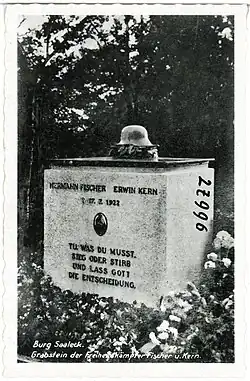 HERMANN FISCHER ERWIN KERN
† 17. 7. 1922
TU, WAS DU MUSST,
SIEG ODER STIRB
UND LASS GOTT
DIE ENTSCHEIDUNG.
27996
Burg Saaleck.
Grabstein der Freiheitskämpfer Fischer u. Kern.